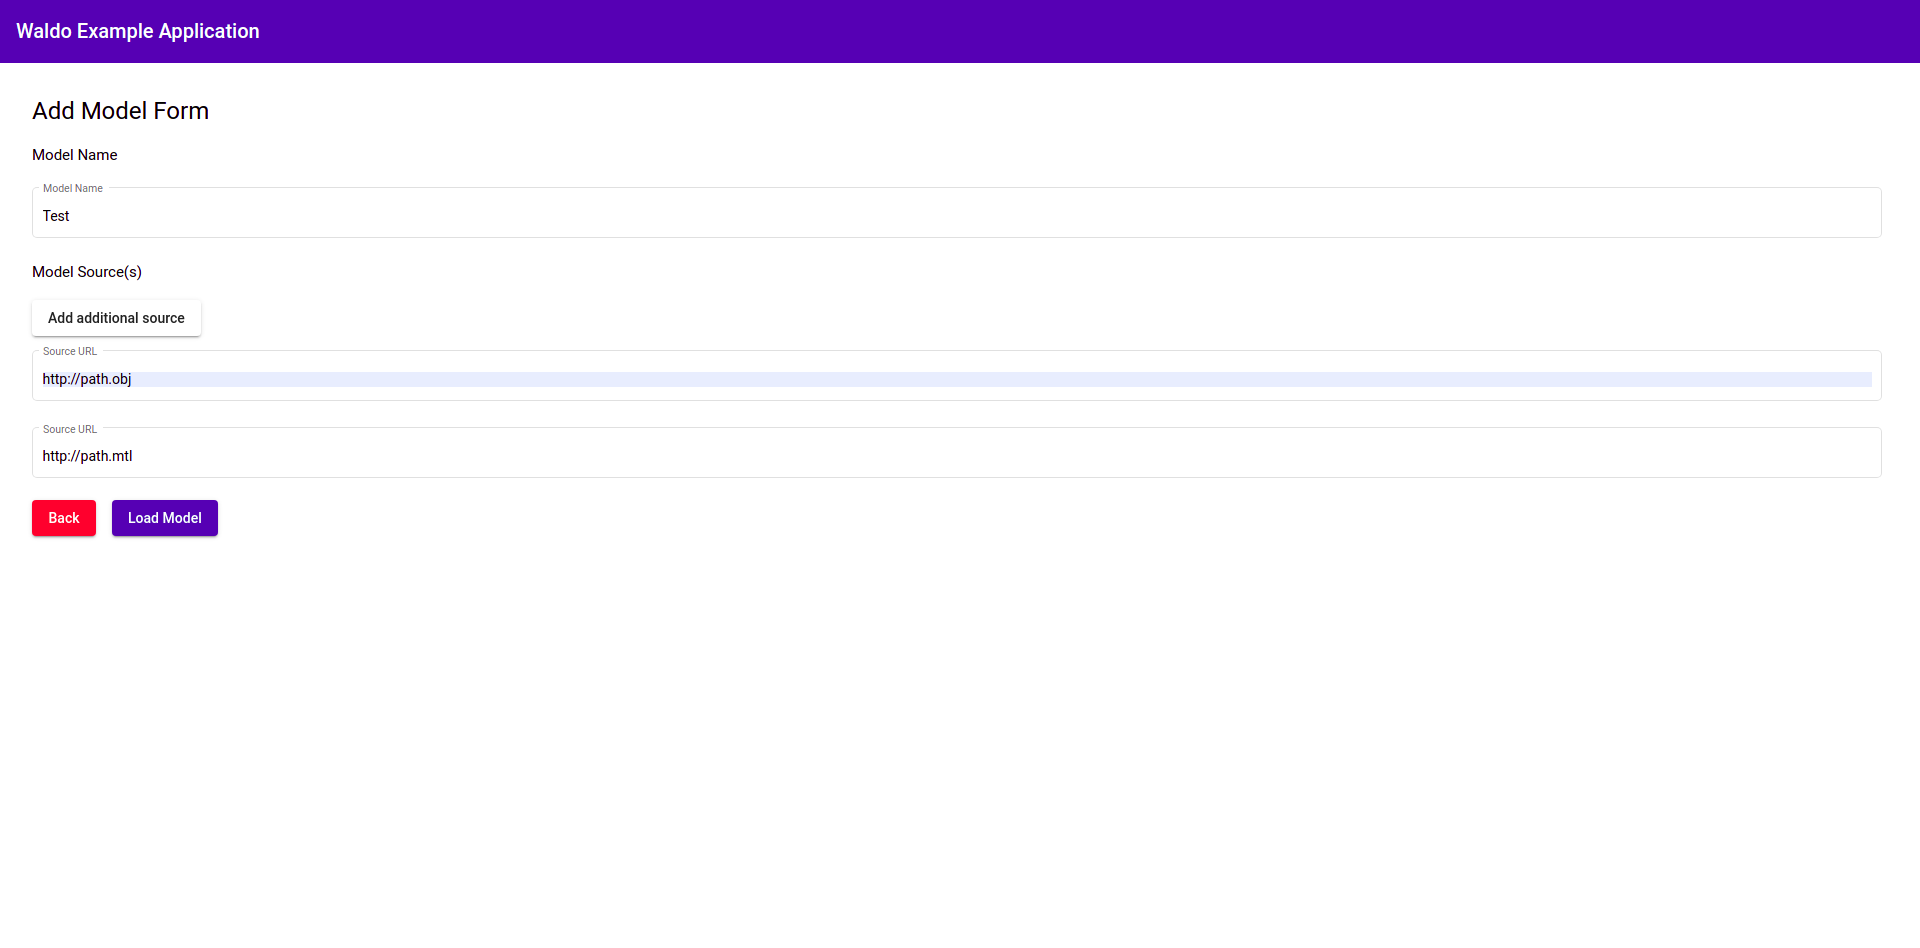 Waldo Example Application
Add Model Form
Model Name
Model Name
Test
Model Source(s)
Add additional source
Source URL
http://path.obj
Source URL
http://path.mtl
Back Load Model